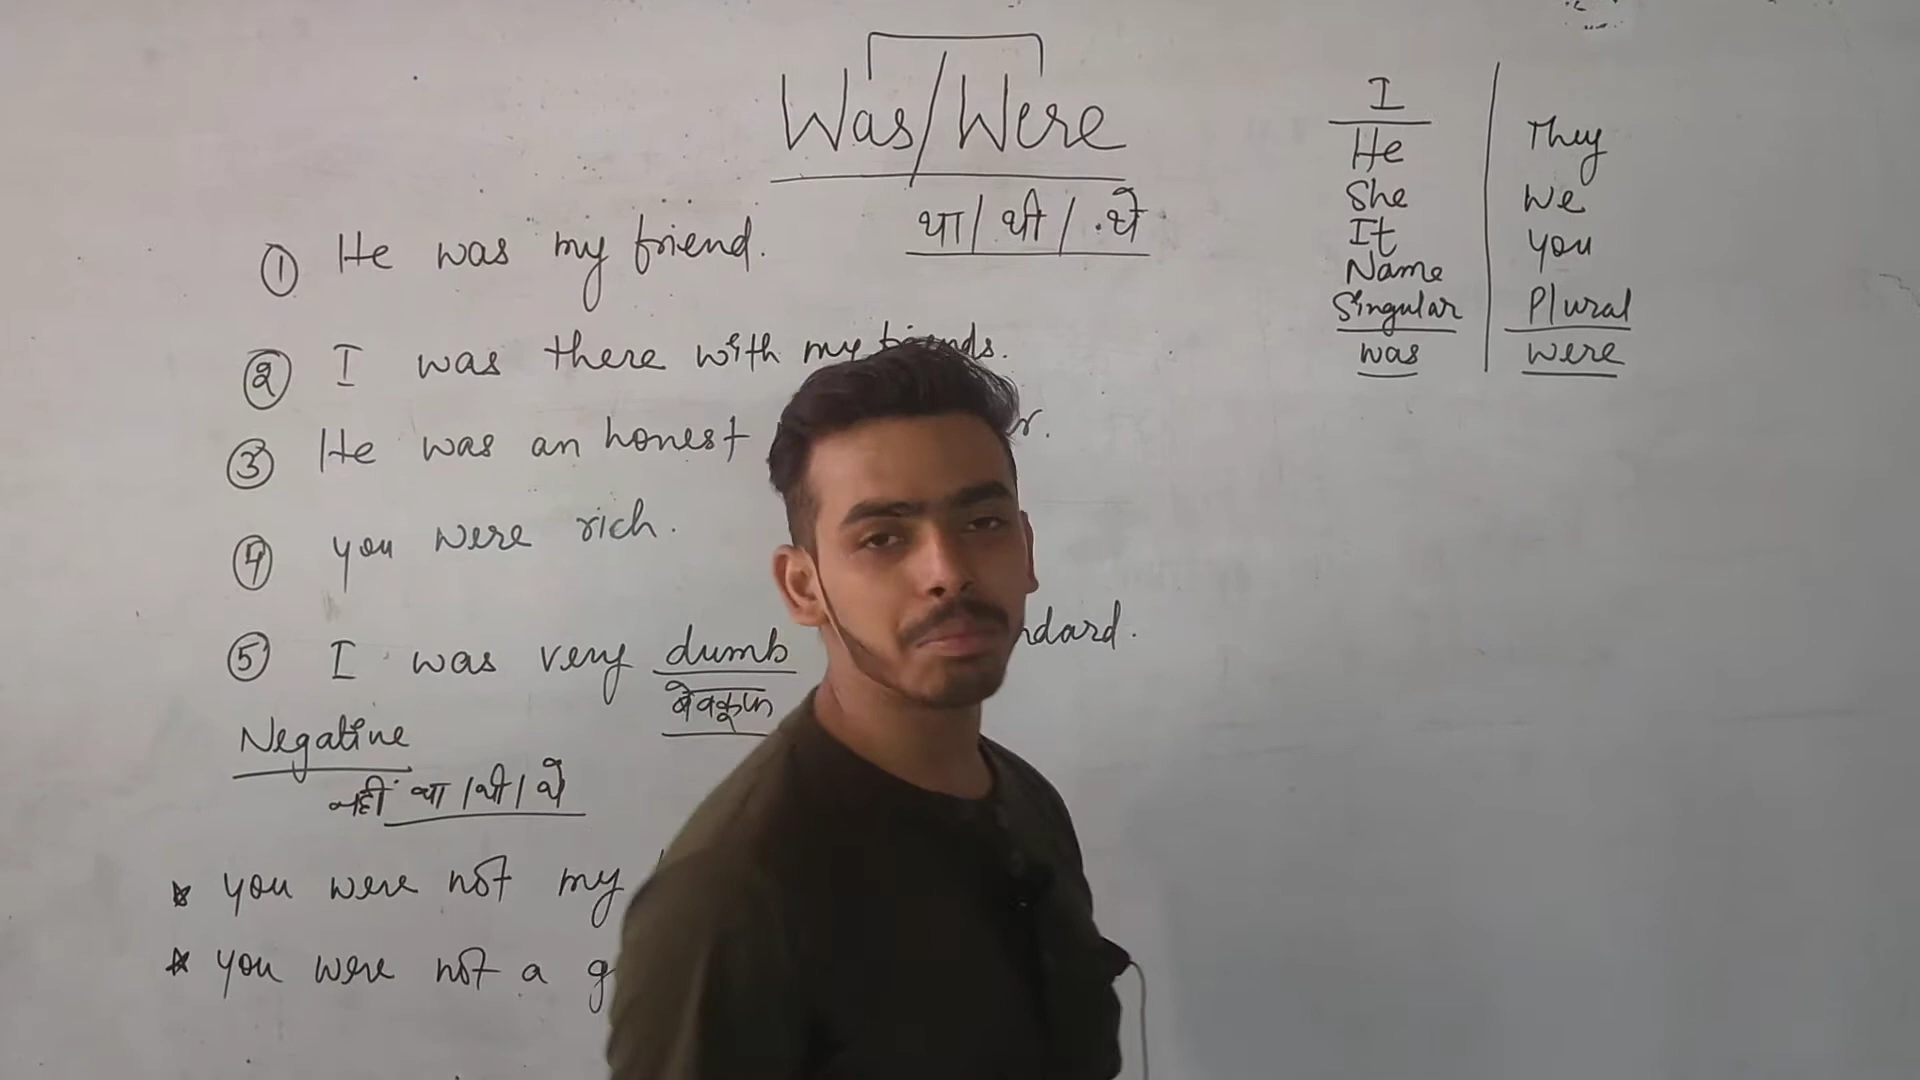 Was/Were
था / थी / थे
① He was my friend.
② I was there with my friends.
③ He was an honest
④ you were rich.
⑤ I was very dumb
बेवकूफ
Negative
नहीं था / थी / थे
* you were not my
* you were not a
I
He
She
It
Name
Singular
was
They
We
you
Plural
were